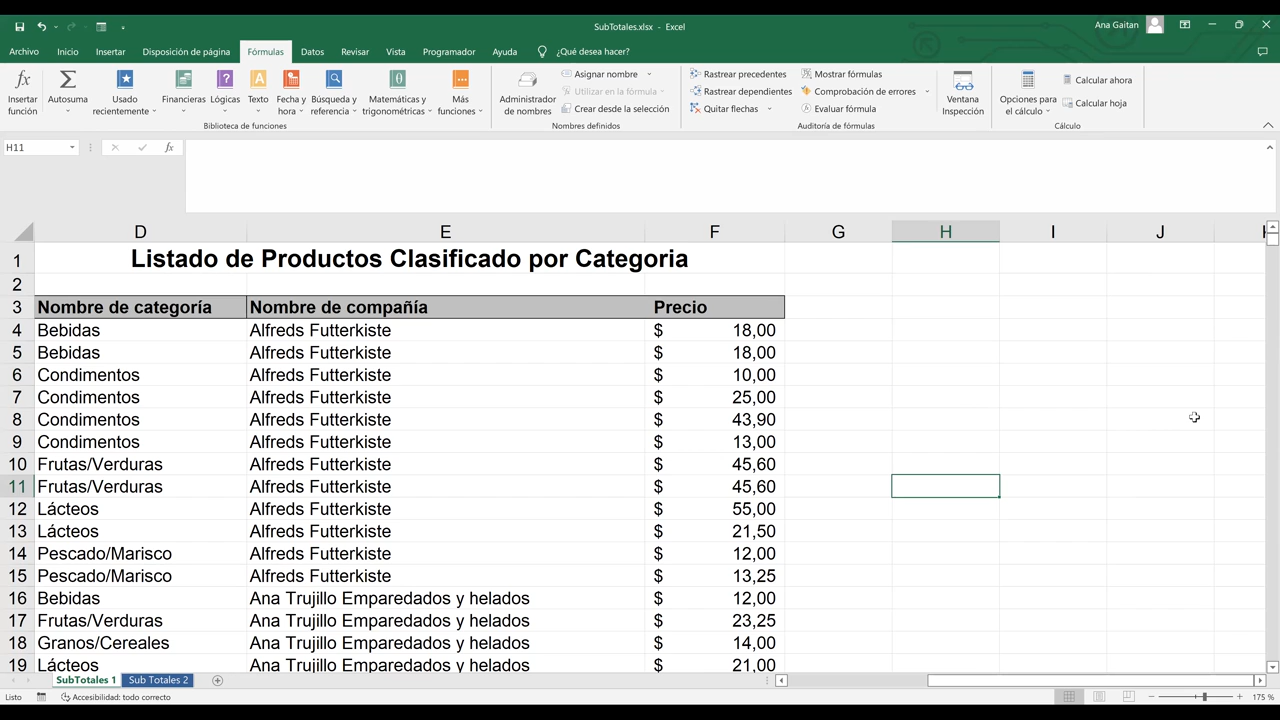 SubTotales.xlsx - Excel
Ana Gaitan
Archivo Inicio Insertar Disposición de página Fórmulas Datos Revisar Vista Programador Ayuda ¿Qué desea hacer?
Insertar función
Autosuma
Usado recientemente
Financieras
Lógicas
Texto
Fecha y hora
Búsqueda y referencia
Matemáticas y trigonométricas
Más funciones
Biblioteca de funciones
Administrador de nombres
Asignar nombre
Utilizar en la fórmula
Crear desde la selección
Nombres definidos
Rastrear precedentes
Rastrear dependientes
Quitar flechas
Mostrar fórmulas
Comprobación de errores
Evaluar fórmula
Auditoría de fórmulas
Ventana Inspección
Opciones para el cálculo
Calcular ahora
Calcular hoja
Cálculo
H11 fx
D E F G H I J
1 Listado de Productos Clasificado por Categoria
2
3 Nombre de categoría Nombre de compañía Precio
4 Bebidas Alfreds Futterkiste $ 18,00
5 Bebidas Alfreds Futterkiste $ 18,00
6 Condimentos Alfreds Futterkiste $ 10,00
7 Condimentos Alfreds Futterkiste $ 25,00
8 Condimentos Alfreds Futterkiste $ 43,90
9 Condimentos Alfreds Futterkiste $ 13,00
10 Frutas/Verduras Alfreds Futterkiste $ 45,60
11 Frutas/Verduras Alfreds Futterkiste $ 45,60
12 Lácteos Alfreds Futterkiste $ 55,00
13 Lácteos Alfreds Futterkiste $ 21,50
14 Pescado/Marisco Alfreds Futterkiste $ 12,00
15 Pescado/Marisco Alfreds Futterkiste $ 13,25
16 Bebidas Ana Trujillo Emparedados y helados $ 12,00
17 Frutas/Verduras Ana Trujillo Emparedados y helados $ 23,25
18 Granos/Cereales Ana Trujillo Emparedados y helados $ 14,00
19 Lácteos Ana Trujillo Emparedados y helados $ 21,00
SubTotales 1 Sub Totales 2
Listo Accesibilidad: todo correcto 175 %